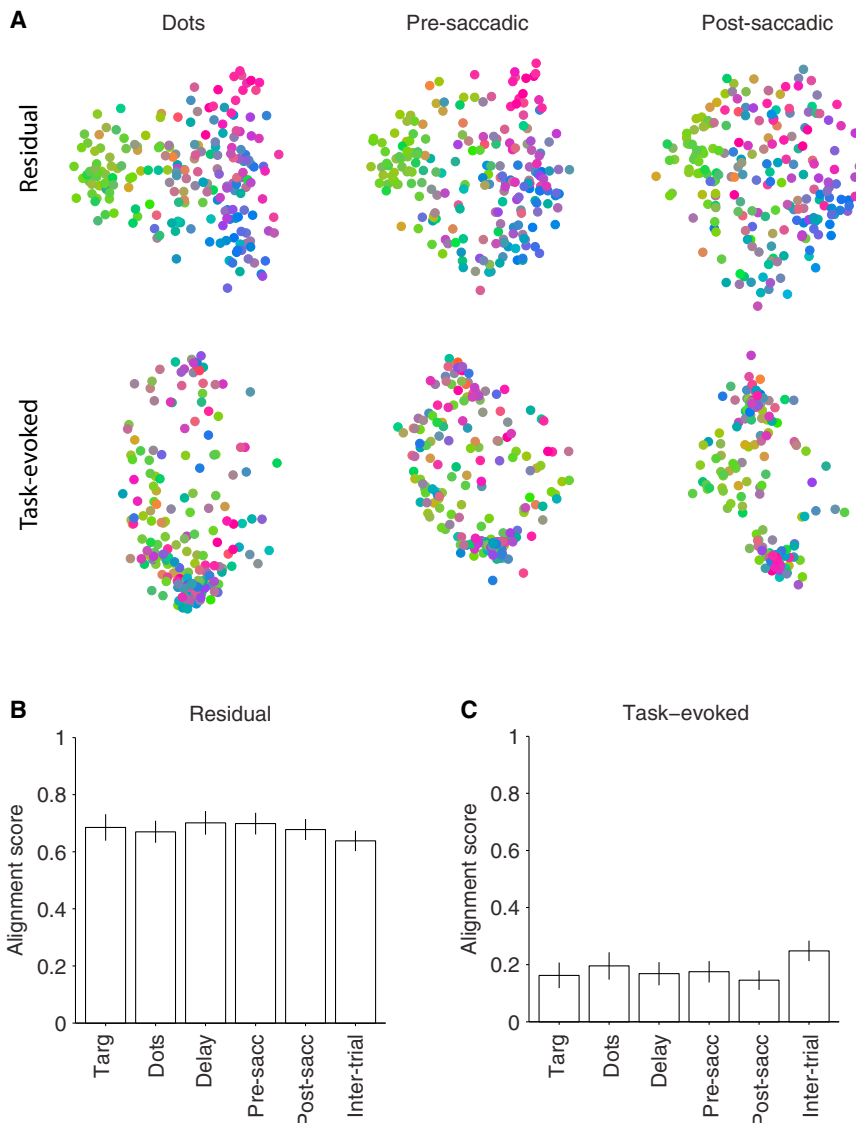 A
Dots Pre-saccadic Post-saccadic
Residual
Task-evoked
B
Residual
Alignment score
1
0.8
0.6
0.4
0.2
0
Targ
Dots
Delay
Pre-sacc
Post-sacc
Inter-trial
C
Task−evoked
Alignment score
1
0.8
0.6
0.4
0.2
0
Targ
Dots
Delay
Pre-sacc
Post-sacc
Inter-trial